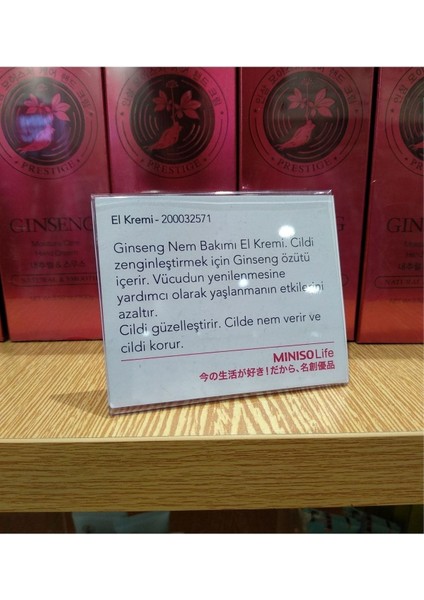 PRESTIGE
PRESTIGE
PRESTIGE
GINSENG
El Kremi - 200032571
Ginseng Nem Bakımı El Kremi. Cildi
zenginleştirmek için Ginseng özütü
içerir. Vücudun yenilenmesine
yardımcı olarak yaşlanmanın etkilerini
azaltır.
Cildi güzelleştirir. Cilde nem verir ve
cildi korur.
MINISO Life
今の生活が好き!だから、名創優品